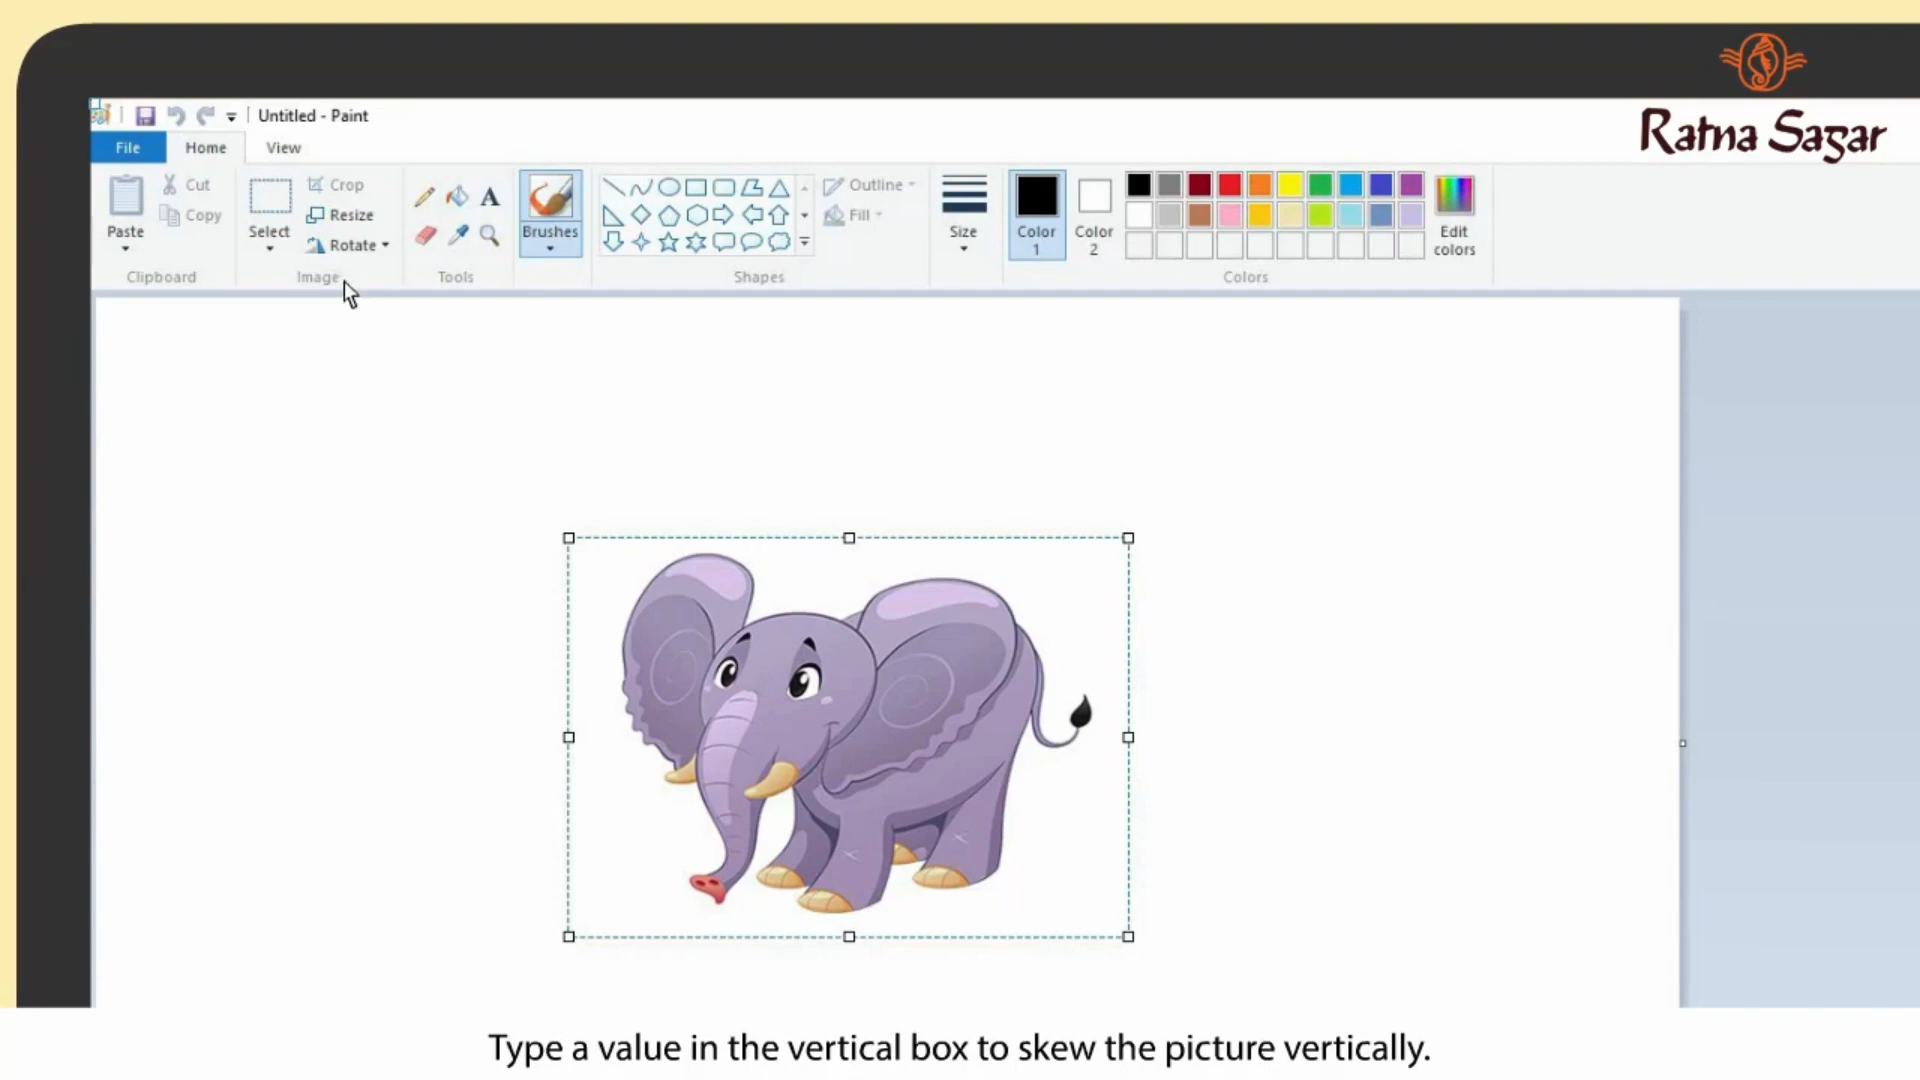 Ratna Sagar
Untitled - Paint
File Home View
Paste
Cut
Copy
Clipboard
Select
Crop
Resize
Rotate
Image
A
Tools
Brushes
Shapes
Outline
Fill
Size
Color
1
Color
2
Edit
colors
Colors
Type a value in the vertical box to skew the picture vertically.